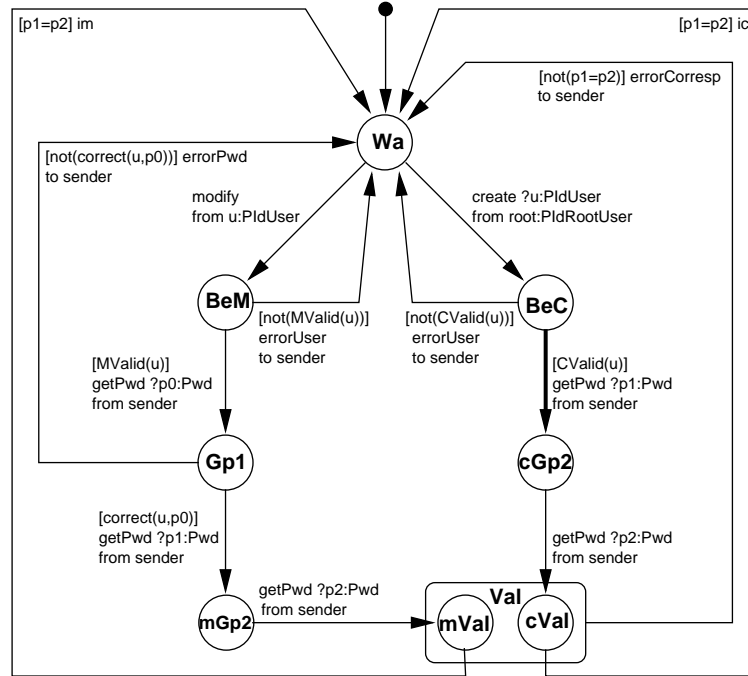 [p1=p2] im
[p1=p2] ic
[not(p1=p2)] errorCorresp
to sender
Wa
[not(correct(u,p0))] errorPwd
to sender
modify
from u:PIdUser
create ?u:PIdUser
from root:PIdRootUser
BeM
BeC
[not(MValid(u))]
errorUser
to sender
[not(CValid(u))]
errorUser
to sender
[MValid(u)]
getPwd ?p0:Pwd
from sender
[CValid(u)]
getPwd ?p1:Pwd
from sender
Gp1
cGp2
[correct(u,p0)]
getPwd ?p1:Pwd
from sender
getPwd ?p2:Pwd
from sender
getPwd ?p2:Pwd
from sender
Val
mGp2
mVal
cVal